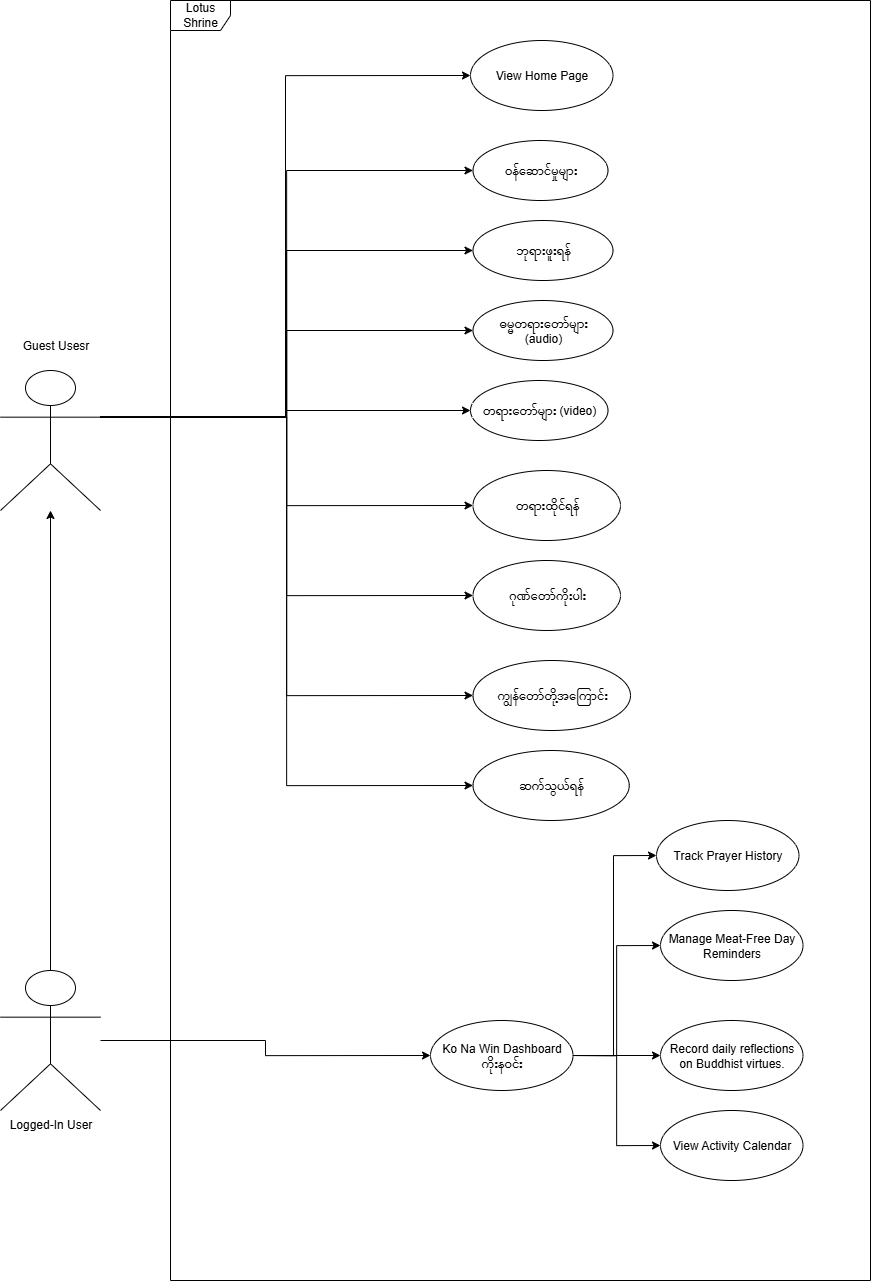 Lotus
Shrine
View Home Page
ဝန်ဆောင်မှုများ
ဘုရားဖူးရန်
ဓမ္မတရားတော်များ
(audio)
Guest Usesr
တရားတော်များ (video)
တရားထိုင်ရန်
ဂုဏ်တော်ကိုးပါး
ကျွန်တော်တို့အကြောင်း
ဆက်သွယ်ရန်
Track Prayer History
Manage Meat-Free Day
Reminders
Ko Na Win Dashboard
ကိုးနဝင်း
Record daily reflections
on Buddhist virtues.
Logged-In User
View Activity Calendar